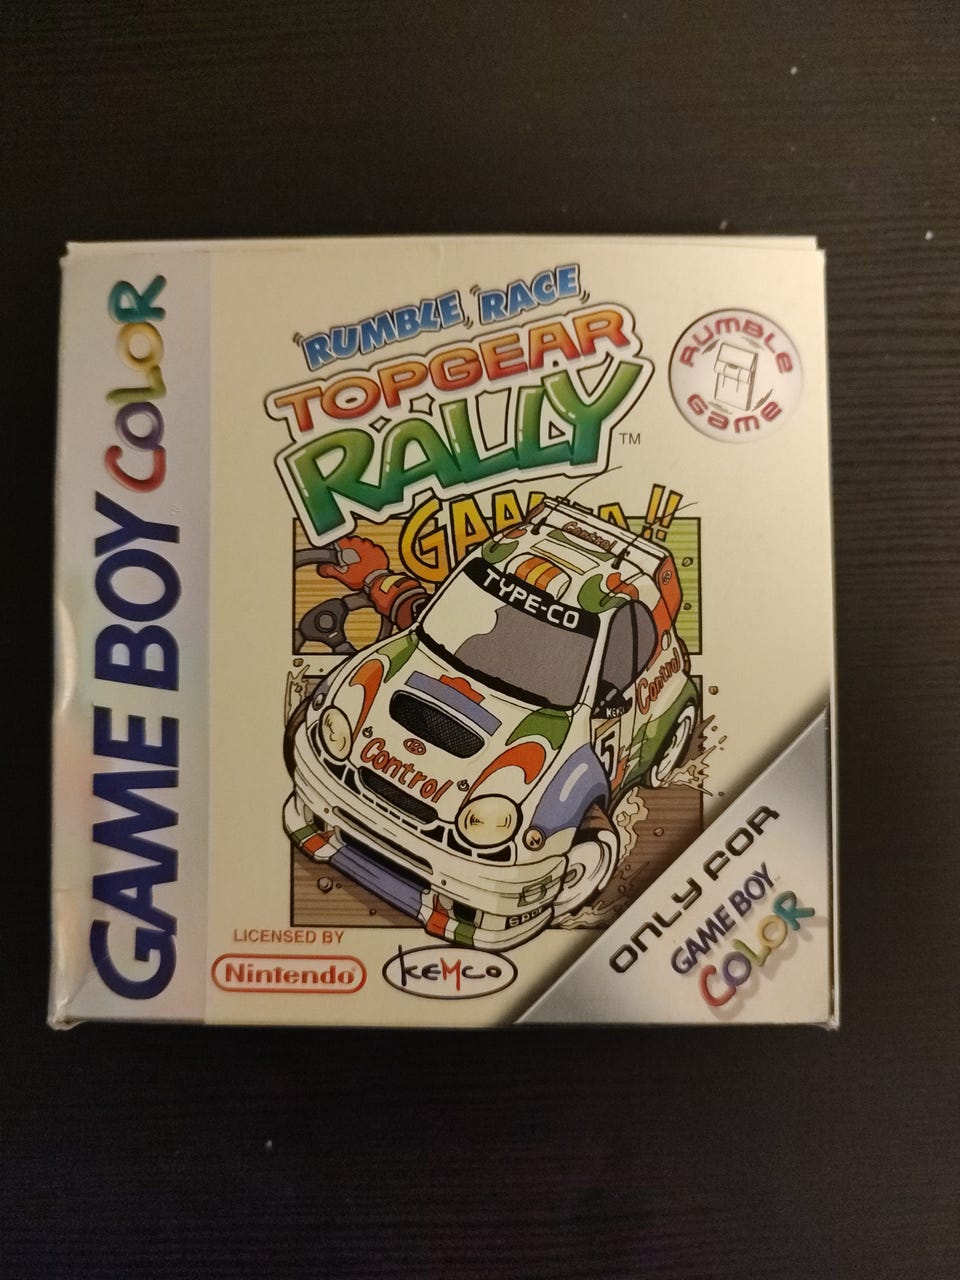 GAME BOY COLOR
RUMBLE RACE
TOPGEAR
RALLY
TM
RUMBLE
GAME
!!
Control
TYPE-CO
Control
5
Control
LICENSED BY
Nintendo®
KEMCO
ONLY FOR
GAME BOY
COLOR